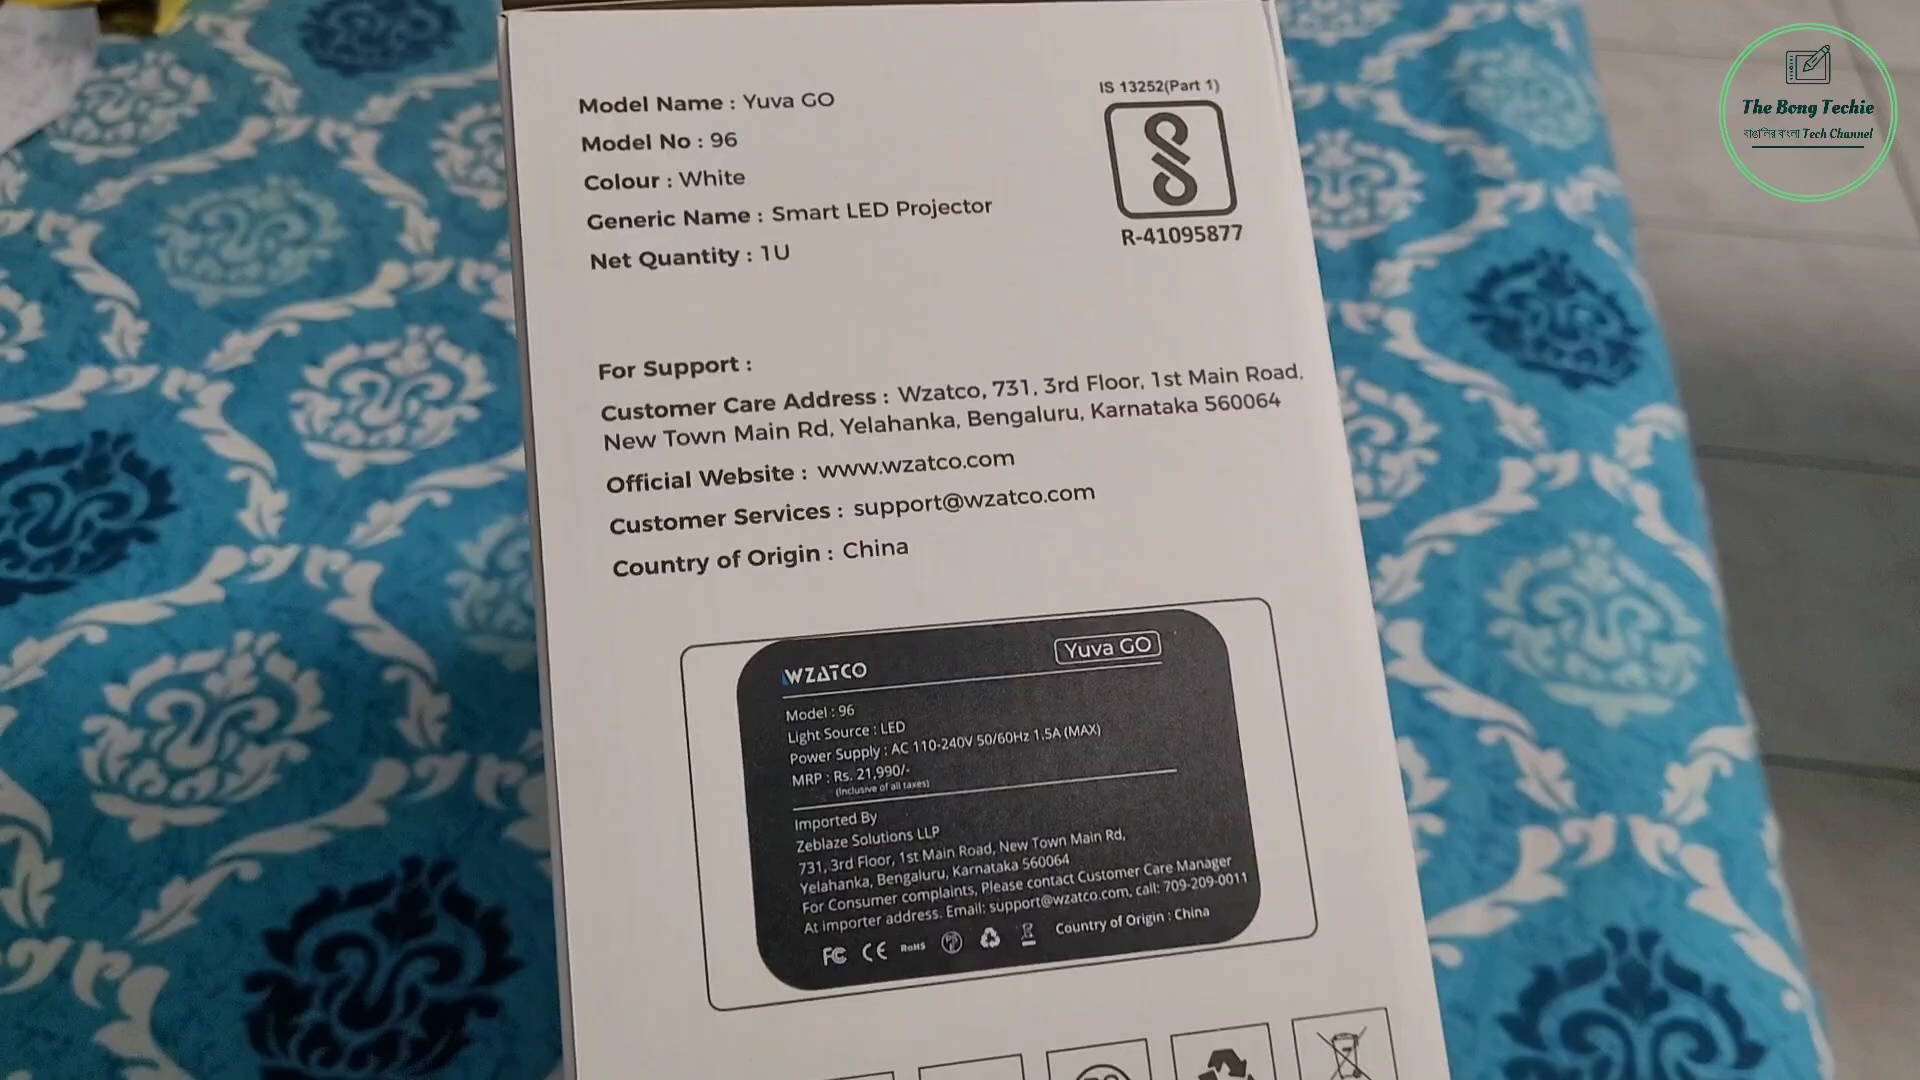 Model Name : Yuva GO
Model No : 96
Colour : White
Generic Name : Smart LED Projector
Net Quantity : 1U
IS 13252(Part 1)
R-41095877
The Bong Techie
বাঙালির বাংলা Tech Channel
For Support :
Customer Care Address : Wzatco, 731, 3rd Floor, 1st Main Road,
New Town Main Rd, Yelahanka, Bengaluru, Karnataka 560064
Official Website : www.wzatco.com
Customer Services : support@wzatco.com
Country of Origin : China
WZATCO
Yuva GO
Model : 96
Light Source : LED
Power Supply : AC 110-240V 50/60Hz 1.5A (MAX)
MRP : Rs. 21,990/-
(Inclusive of all taxes)
Imported By
Zeblaze Solutions LLP
731, 3rd Floor, 1st Main Road, New Town Main Rd,
Yelahanka, Bengaluru, Karnataka 560064
For Consumer complaints, Please contact Customer Care Manager
At importer address. Email: support@wzatco.com, call: 709-209-0011
FC CE RoHS
Country of Origin : China